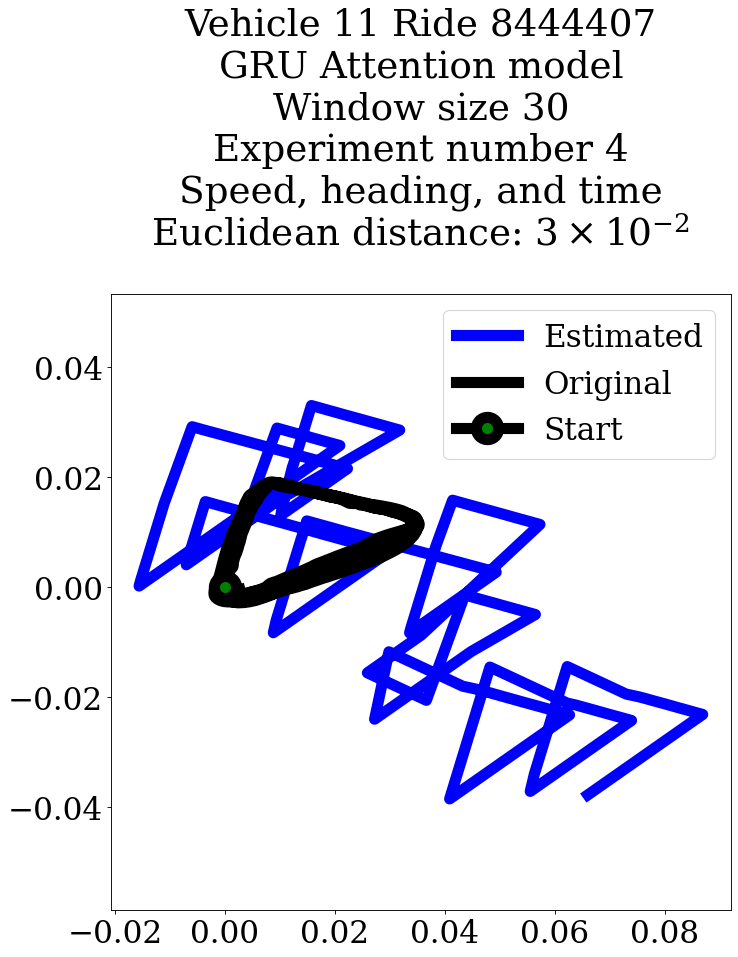 Vehicle 11 Ride 8444407
GRU Attention model
Window size 30
Experiment number 4
Speed, heading, and time
Euclidean distance: $3 \times 10^{-2}$
Estimated
Original
Start
0.04
0.02
0.00
−0.02
−0.04
−0.02 0.00 0.02 0.04 0.06 0.08